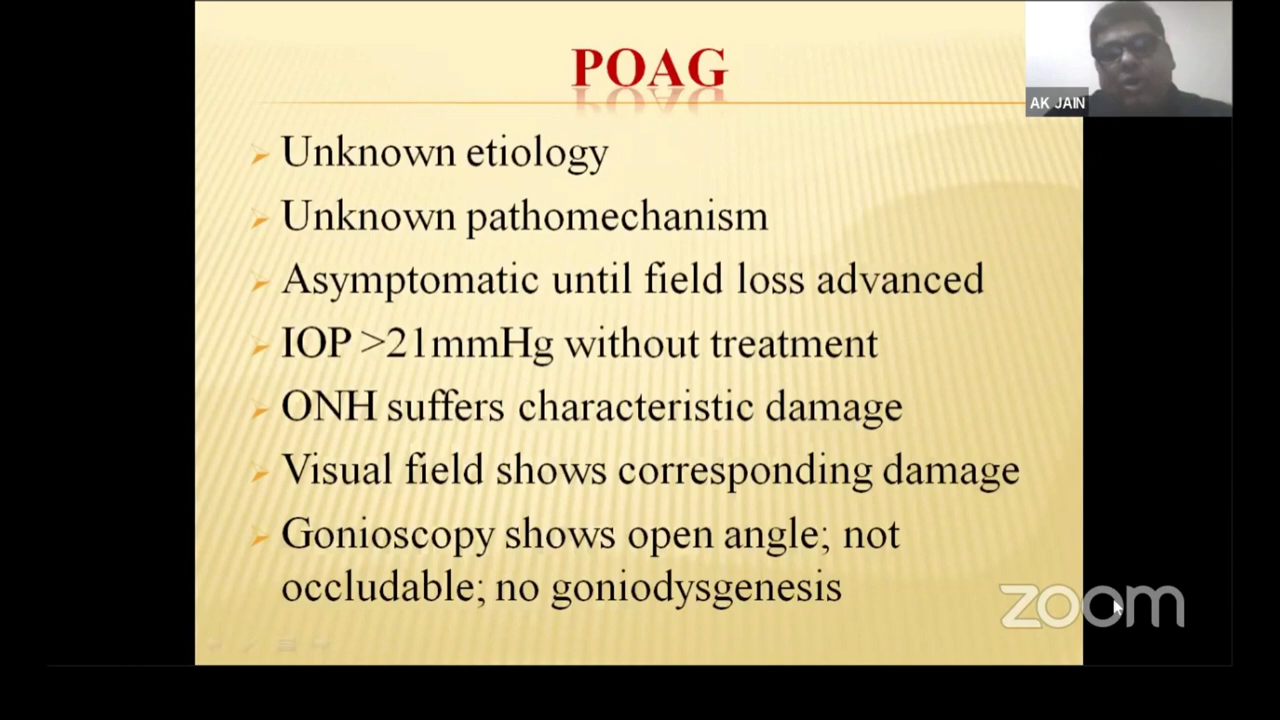 POAG
AK JAIN
Unknown etiology
Unknown pathomechanism
Asymptomatic until field loss advanced
IOP >21mmHg without treatment
ONH suffers characteristic damage
Visual field shows corresponding damage
Gonioscopy shows open angle; not
occludable; no goniodysgenesis
zoom